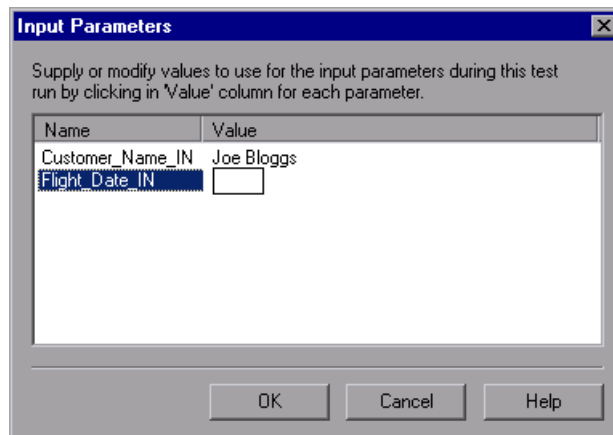 Input Parameters
Supply or modify values to use for the input parameters during this test
run by clicking in 'Value' column for each parameter.
Name Value
Customer_Name_IN Joe Bloggs
Flight_Date_IN
OK Cancel Help